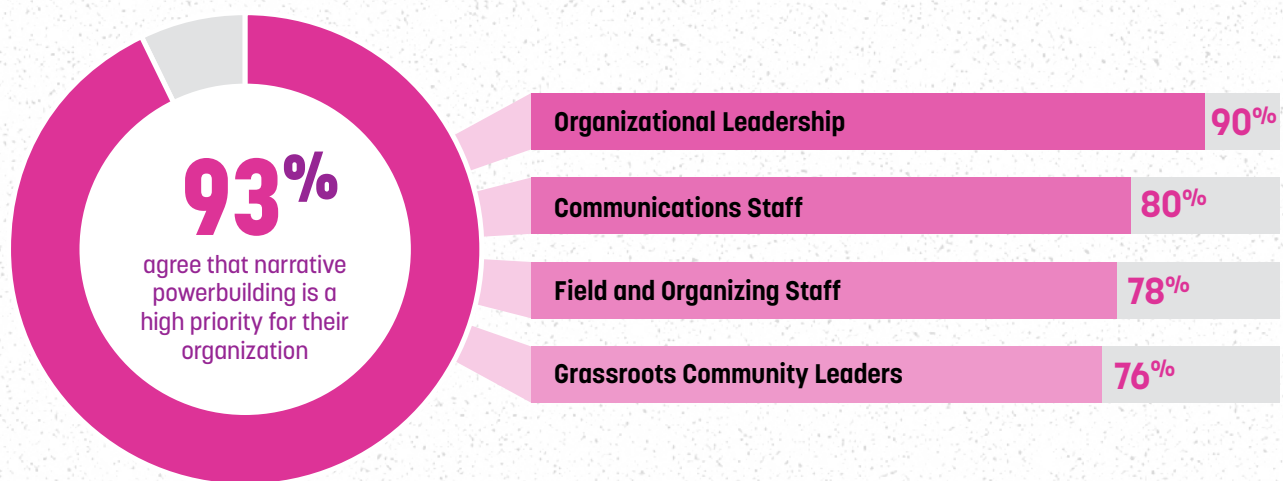 93%
agree that narrative
powerbuilding is a
high priority for their
organization
Organizational Leadership 90%
Communications Staff 80%
Field and Organizing Staff 78%
Grassroots Community Leaders 76%